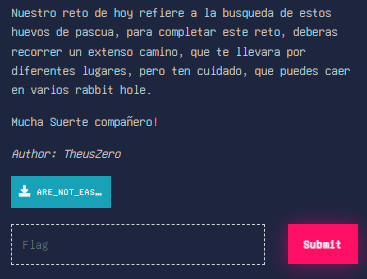 Nuestro reto de hoy refiere a la busqueda de estos
huevos de pascua, para completar este reto, deberas
recorrer un extenso camino, que te llevara por
diferentes lugares, pero ten cuidado, que puedes caer
en varios rabbit hole.
Mucha Suerte compañero!
Author: TheusZero
ARE_NOT_EAS…
Flag
Submit